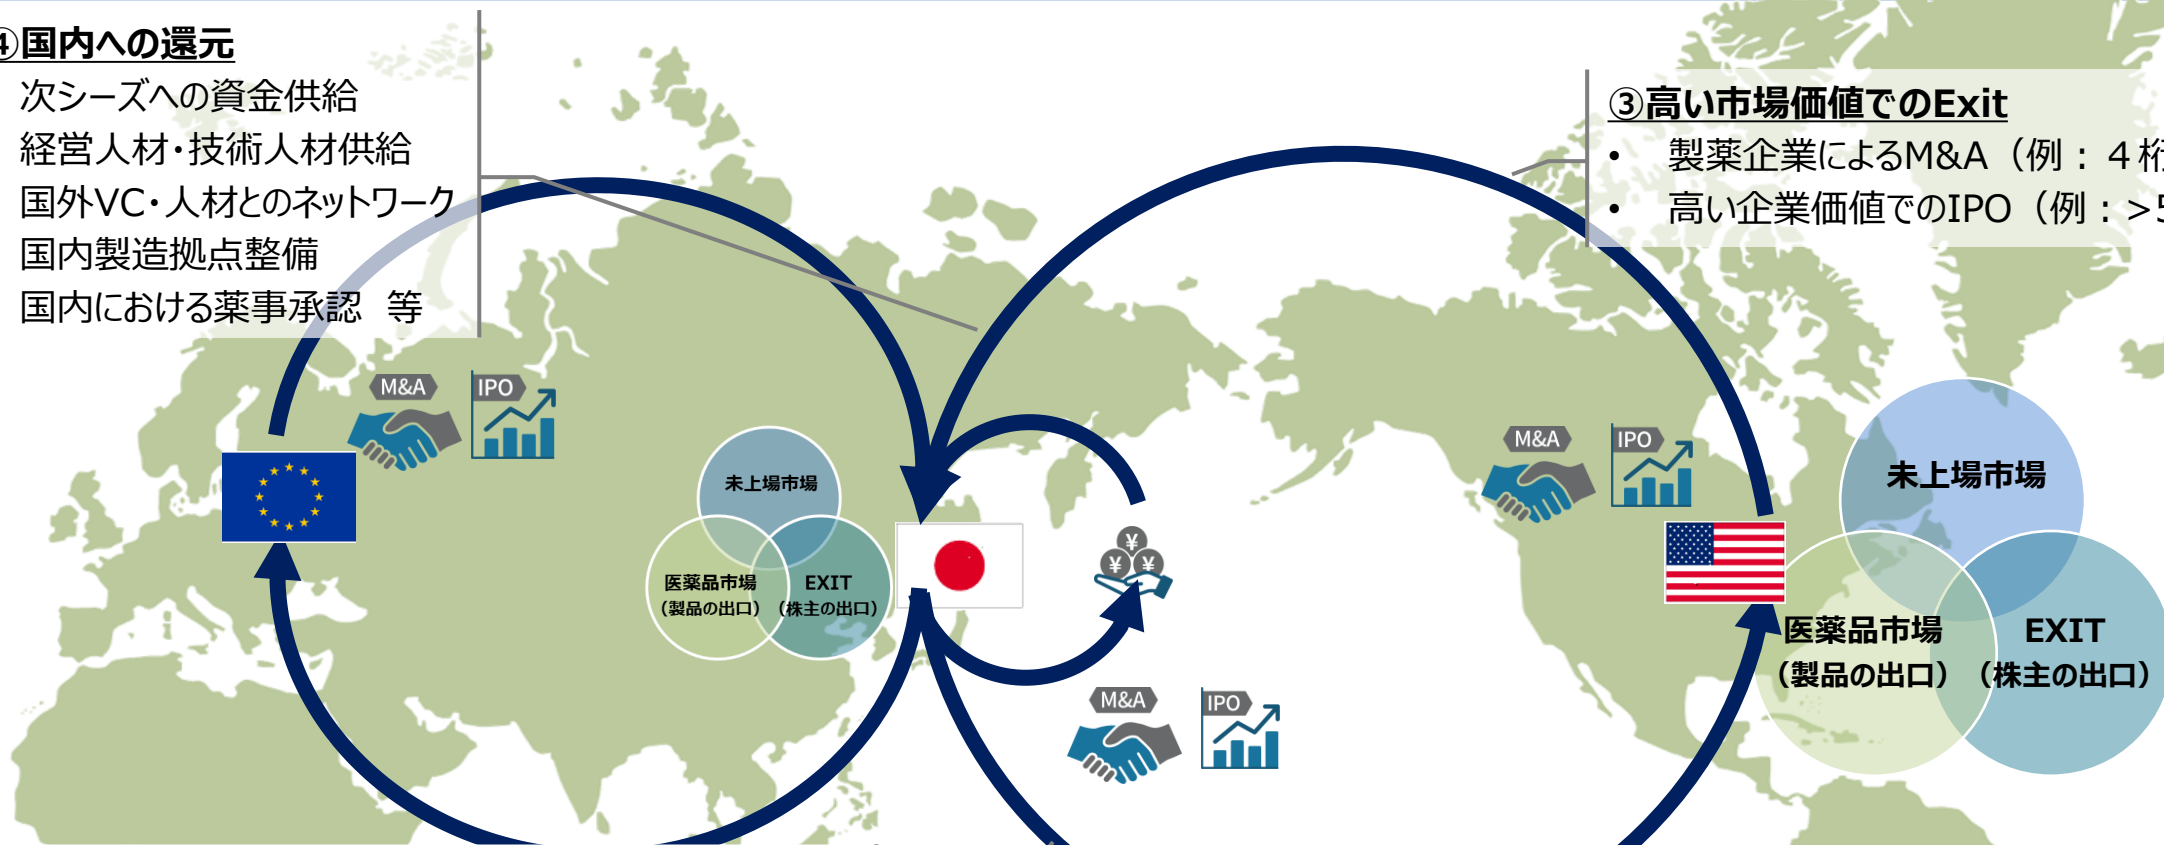 ④国内への還元
次シーズへの資金供給
経営人材・技術人材供給
国外VC・人材とのネットワーク
国内製造拠点整備
国内における薬事承認　等
③高い市場価値でのExit
• 製薬企業によるM&A（例：４桁
• 高い企業価値でのIPO（例：>5
M&A
IPO
未上場市場
医薬品市場
（製品の出口）
EXIT
（株主の出口）
¥
¥ ¥
M&A
IPO
M&A
IPO
未上場市場
医薬品市場
（製品の出口）
EXIT
（株主の出口）